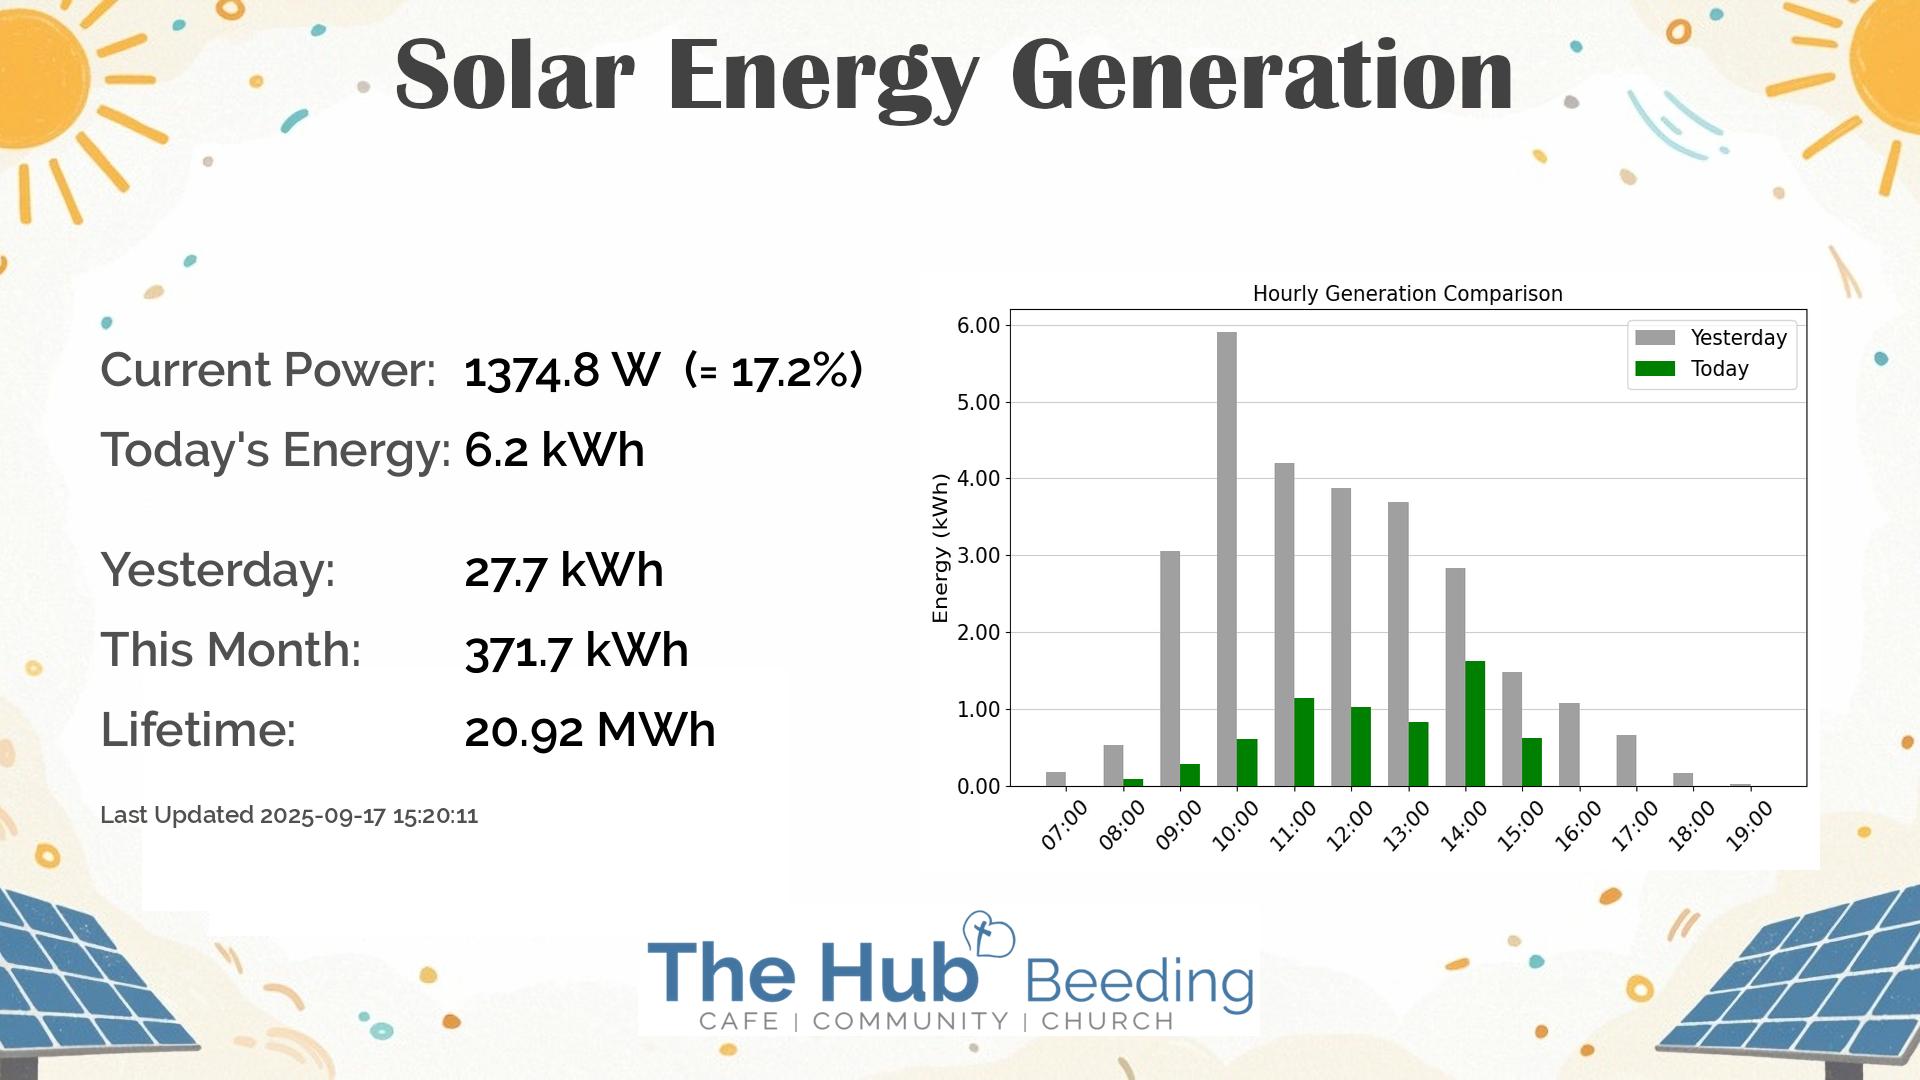 Solar Energy Generation
Current Power: 1374.8 W (= 17.2%)
Today's Energy: 6.2 kWh
Yesterday: 27.7 kWh
This Month: 371.7 kWh
Lifetime: 20.92 MWh
Last Updated 2025-09-17 15:20:11
Hourly Generation Comparison
Yesterday
Today
Energy (kWh)
6.00
5.00
4.00
3.00
2.00
1.00
0.00
07:00 08:00 09:00 10:00 11:00 12:00 13:00 14:00 15:00 16:00 17:00 18:00 19:00
The Hub Beeding
CAFE | COMMUNITY | CHURCH